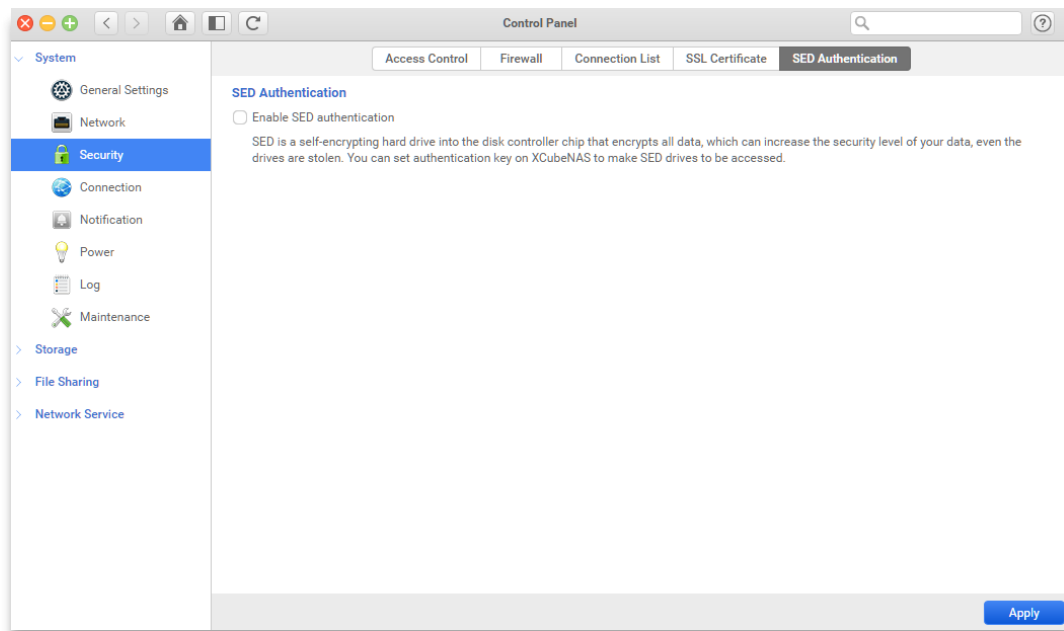 Control Panel
System
General Settings
Network
Security
Connection
Notification
Power
Log
Maintenance
Storage
File Sharing
Network Service
Access Control Firewall Connection List SSL Certificate SED Authentication
SED Authentication
Enable SED authentication
SED is a self-encrypting hard drive into the disk controller chip that encrypts all data, which can increase the security level of your data, even the
drives are stolen. You can set authentication key on XCubeNAS to make SED drives to be accessed.
Apply